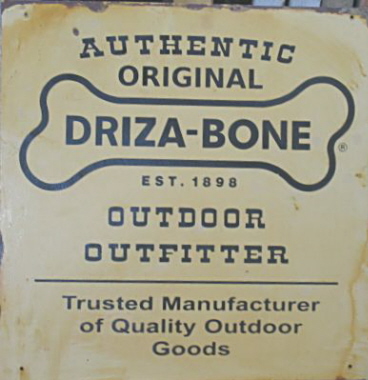 AUTHENTIC
ORIGINAL
DRIZA-BONE®
EST. 1898
OUTDOOR
OUTFITTER
Trusted Manufacturer
of Quality Outdoor
Goods